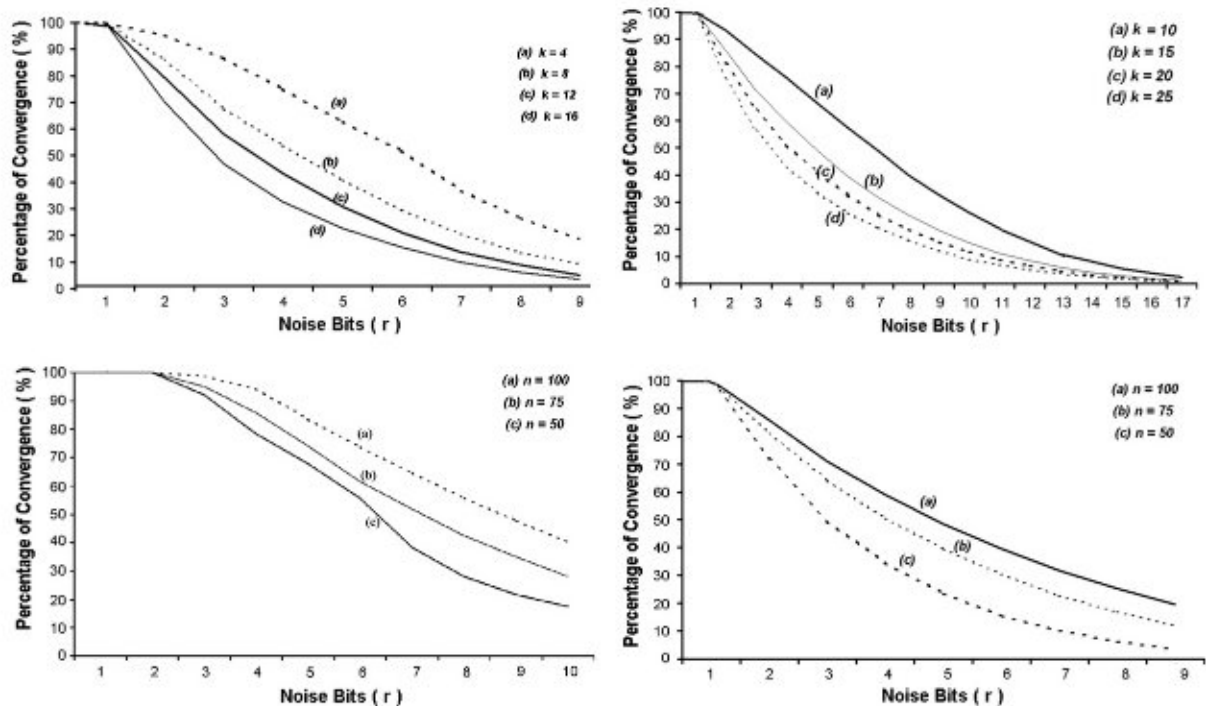 100
90
80
70
60
50
40
30
20
10
0
Percentage of Convergence ( % )
(a) k = 4
(b) k = 8
(c) k = 12
(d) k = 16
(a)
(b)
(c)
(d)
1 2 3 4 5 6 7 8 9
Noise Bits ( r )
100
90
80
70
60
50
40
30
20
10
0
Percentage of Convergence ( % )
(a) k = 10
(b) k = 15
(c) k = 20
(d) k = 25
(a)
(c)
(b)
(d)
1 2 3 4 5 6 7 8 9 10 11 12 13 14 15 16 17
Noise Bits ( r )
100
90
80
70
60
50
40
30
20
10
0
Percentage of Convergence ( % )
(a) n = 100
(b) n = 75
(c) n = 50
(a)
(b)
(c)
1 2 3 4 5 6 7 8 9 10
Noise Bits ( r )
100
90
80
70
60
50
40
30
20
10
0
Percentage of Convergence ( % )
(a) n = 100
(b) n = 75
(c) n = 50
(a)
(b)
(c)
1 2 3 4 5 6 7 8 9
Noise Bits ( r )